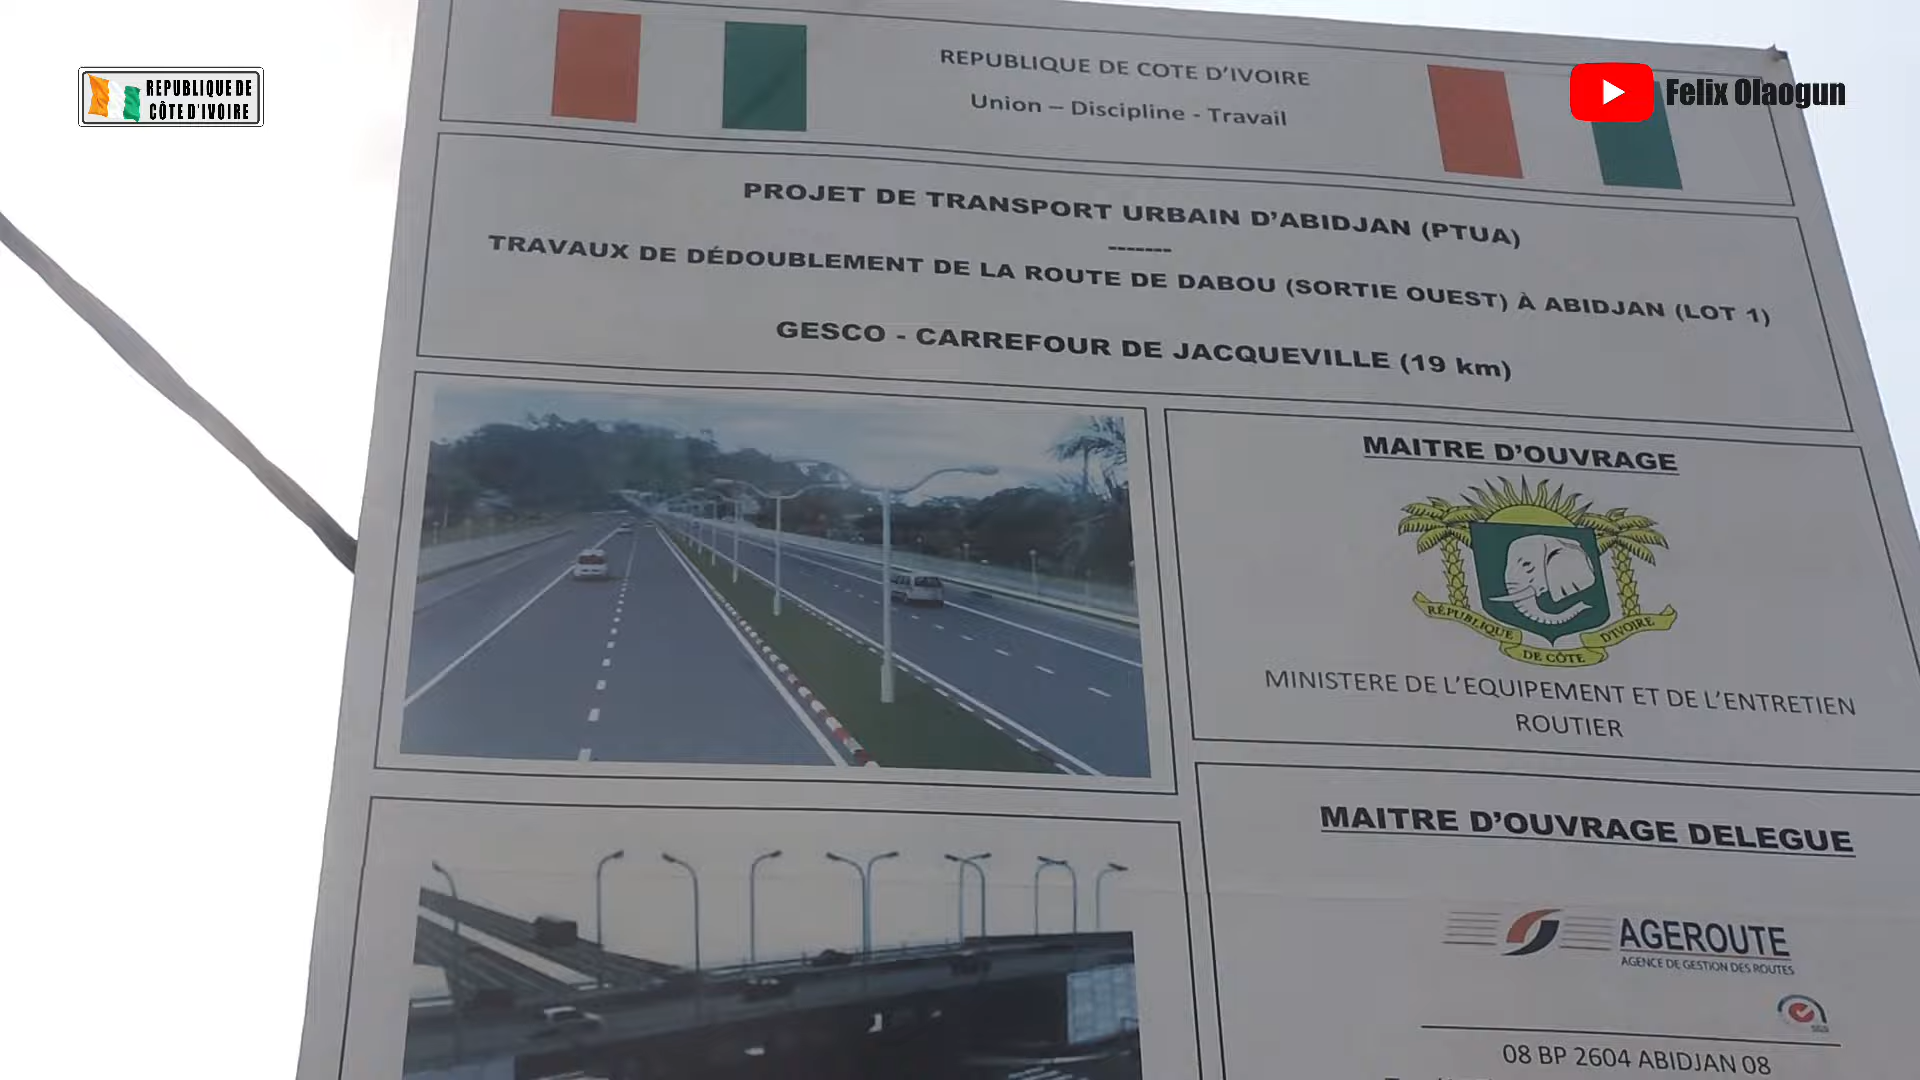 REPUBLIQUE DE
CÔTE D'IVOIRE
Felix Olaogun
REPUBLIQUE DE COTE D'IVOIRE
Union – Discipline - Travail
PROJET DE TRANSPORT URBAIN D'ABIDJAN (PTUA)
-------
TRAVAUX DE DÉDOUBLEMENT DE LA ROUTE DE DABOU (SORTIE OUEST) À ABIDJAN (LOT 1)
GESCO - CARREFOUR DE JACQUEVILLE (19 km)
MAITRE D'OUVRAGE
RÉPUBLIQUE
DE CÔTE
D'IVOIRE
MINISTERE DE L'EQUIPEMENT ET DE L'ENTRETIEN
ROUTIER
MAITRE D'OUVRAGE DELEGUE
AGEROUTE
AGENCE DE GESTION DES ROUTES
SGS
08 BP 2604 ABIDJAN 08